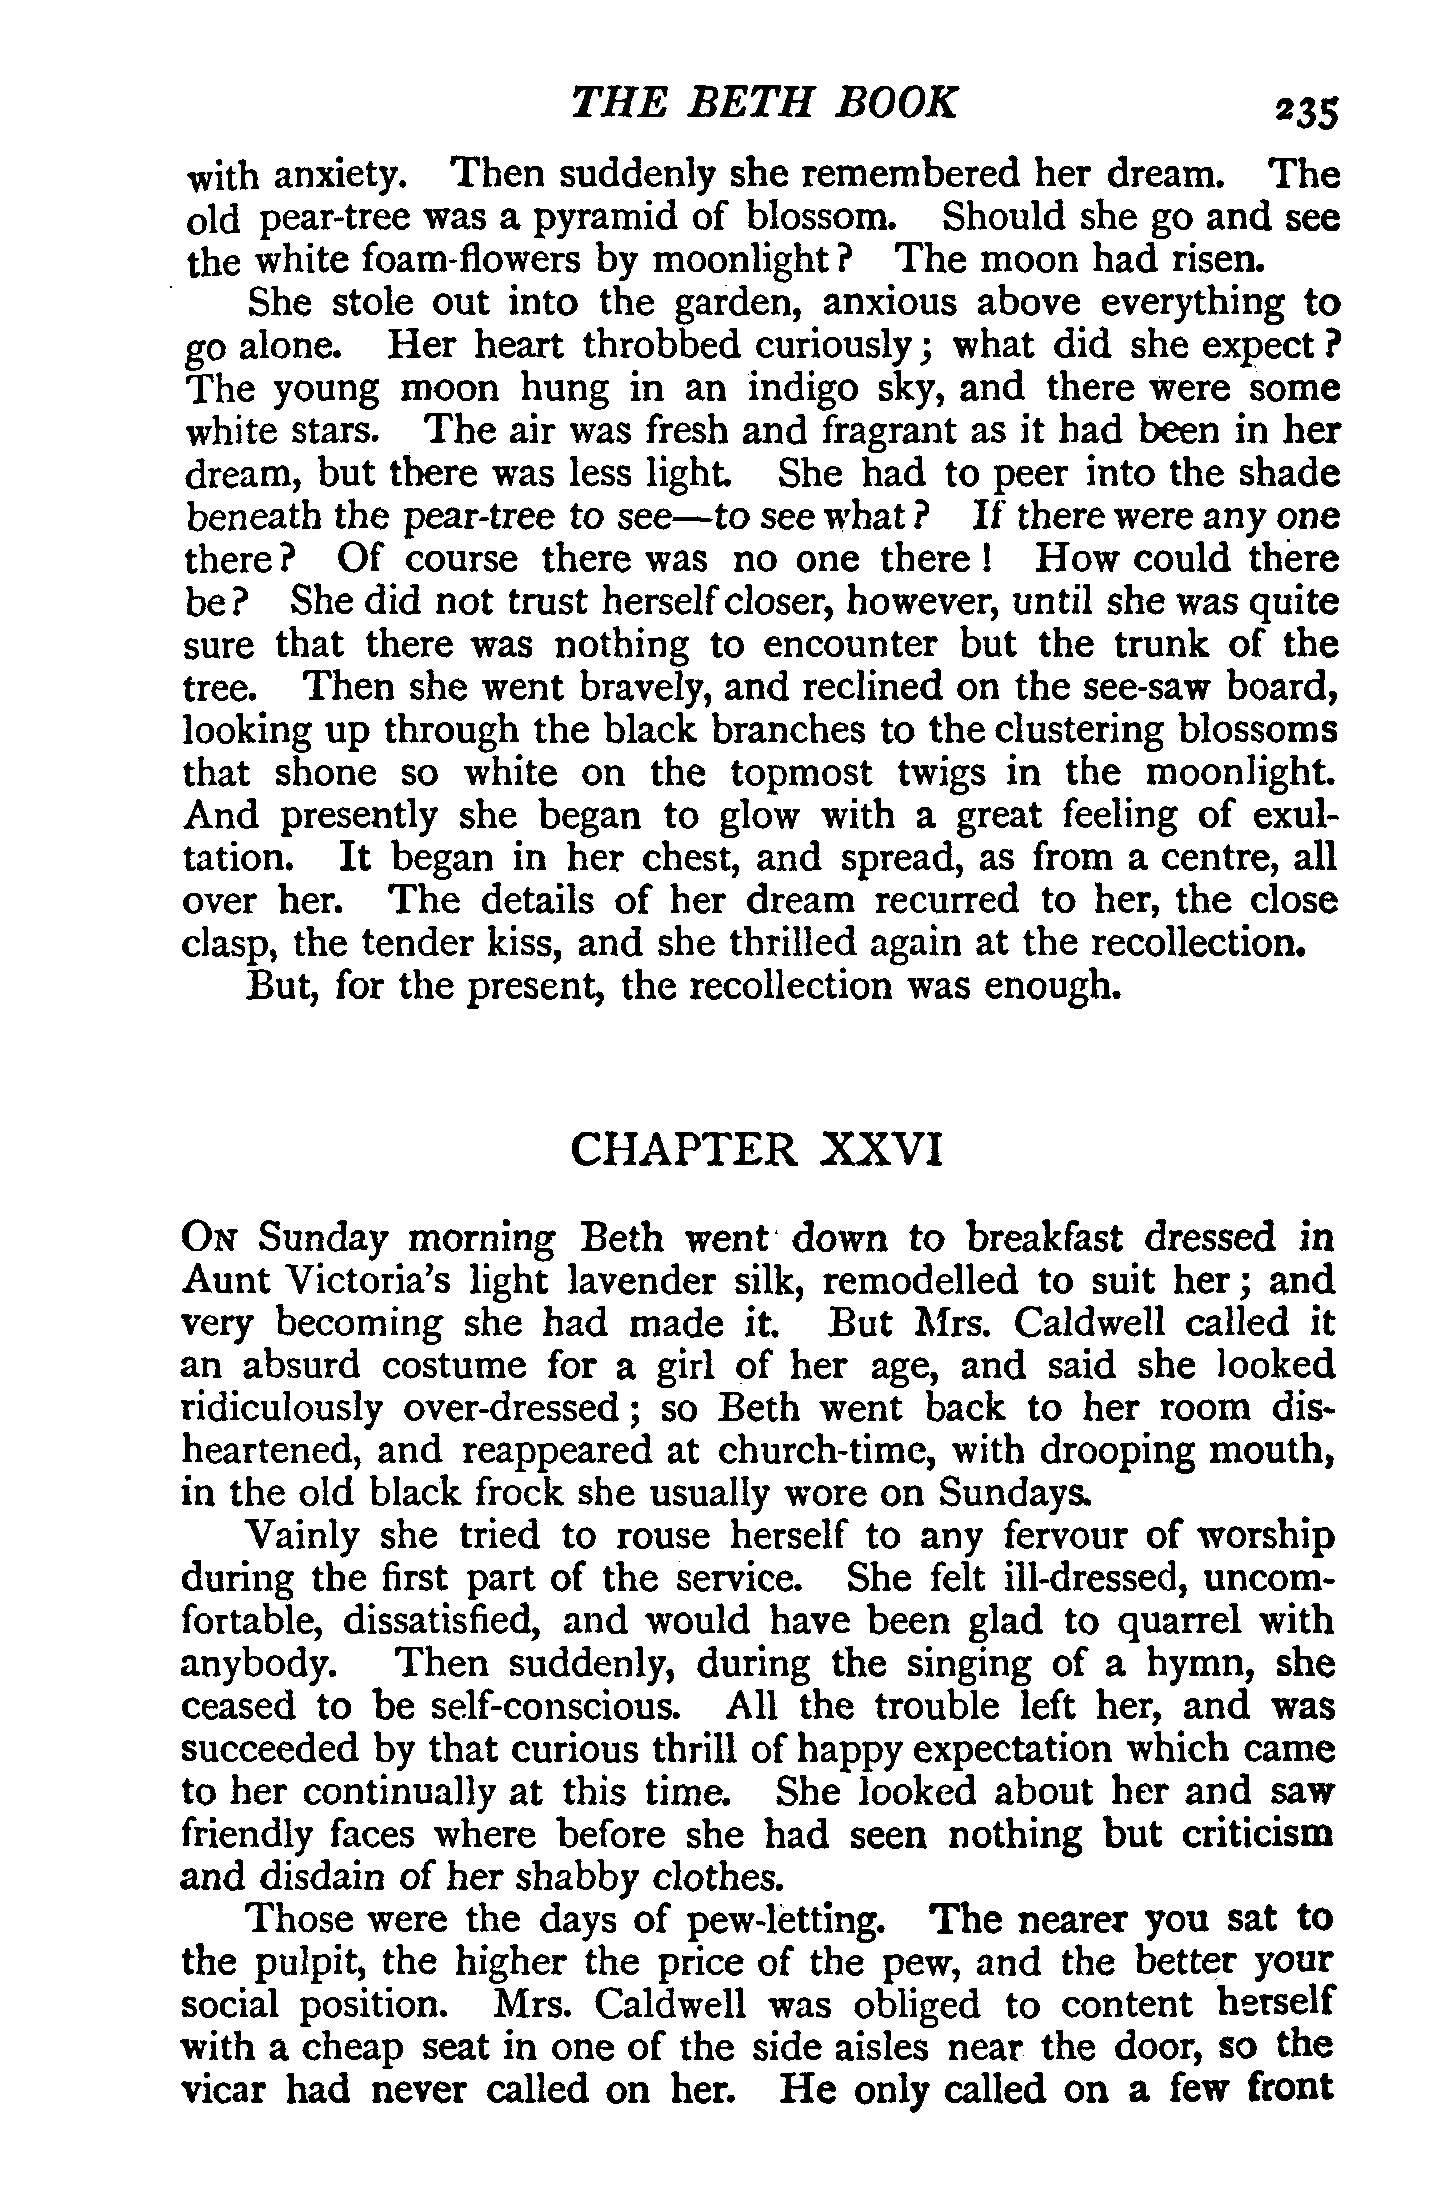 THE BETH BOOK 235
with anxiety. Then suddenly she remembered her dream. The
old pear-tree was a pyramid of blossom. Should she go and see
the white foam-flowers by moonlight? The moon had risen.
She stole out into the garden, anxious above everything to
go alone. Her heart throbbed curiously; what did she expect?
The young moon hung in an indigo sky, and there were some
white stars. The air was fresh and fragrant as it had been in her
dream, but there was less light. She had to peer into the shade
beneath the pear-tree to see—to see what? If there were any one
there? Of course there was no one there! How could there
be? She did not trust herself closer, however, until she was quite
sure that there was nothing to encounter but the trunk of the
tree. Then she went bravely, and reclined on the see-saw board,
looking up through the black branches to the clustering blossoms
that shone so white on the topmost twigs in the moonlight.
And presently she began to glow with a great feeling of exul-
tation. It began in her chest, and spread, as from a centre, all
over her. The details of her dream recurred to her, the close
clasp, the tender kiss, and she thrilled again at the recollection.
But, for the present, the recollection was enough.
CHAPTER XXVI
ON Sunday morning Beth went down to breakfast dressed in
Aunt Victoria's light lavender silk, remodelled to suit her; and
very becoming she had made it. But Mrs. Caldwell called it
an absurd costume for a girl of her age, and said she looked
ridiculously over-dressed; so Beth went back to her room dis-
heartened, and reappeared at church-time, with drooping mouth,
in the old black frock she usually wore on Sundays.
Vainly she tried to rouse herself to any fervour of worship
during the first part of the service. She felt ill-dressed, uncom-
fortable, dissatisfied, and would have been glad to quarrel with
anybody. Then suddenly, during the singing of a hymn, she
ceased to be self-conscious. All the trouble left her, and was
succeeded by that curious thrill of happy expectation which came
to her continually at this time. She looked about her and saw
friendly faces where before she had seen nothing but criticism
and disdain of her shabby clothes.
Those were the days of pew-letting. The nearer you sat to
the pulpit, the higher the price of the pew, and the better your
social position. Mrs. Caldwell was obliged to content herself
with a cheap seat in one of the side aisles near the door, so the
vicar had never called on her. He only called on a few front